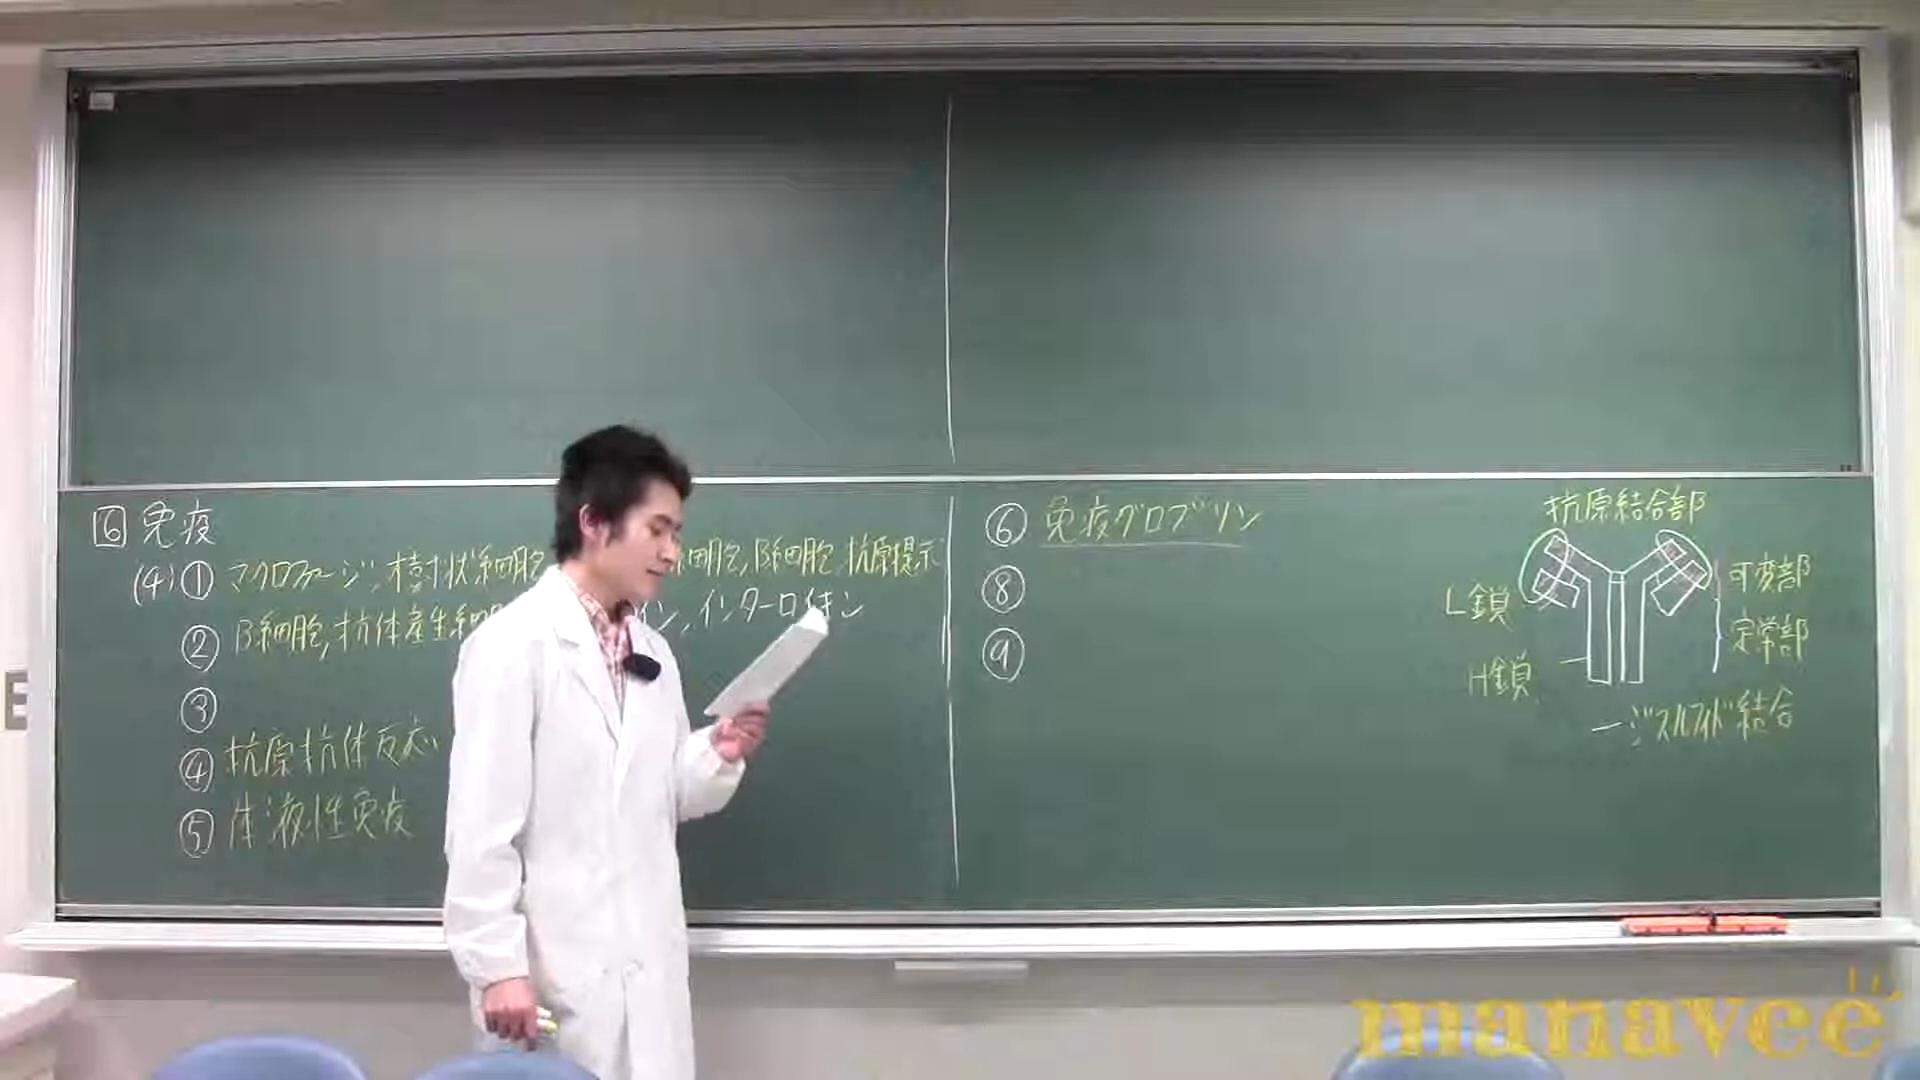 6 免疫
(4) ① マクロファージ, 樹状細胞 細胞, B細胞, 抗原提示
② B細胞, 抗体産生細 イン, インターロイキン
③
④ 抗原抗体反応
⑤ 体液性免疫
⑥ 免疫グロブリン
⑧
⑨
抗原結合部
可変部
L鎖
定常部
H鎖
ージスルフィド結合
E
manavee